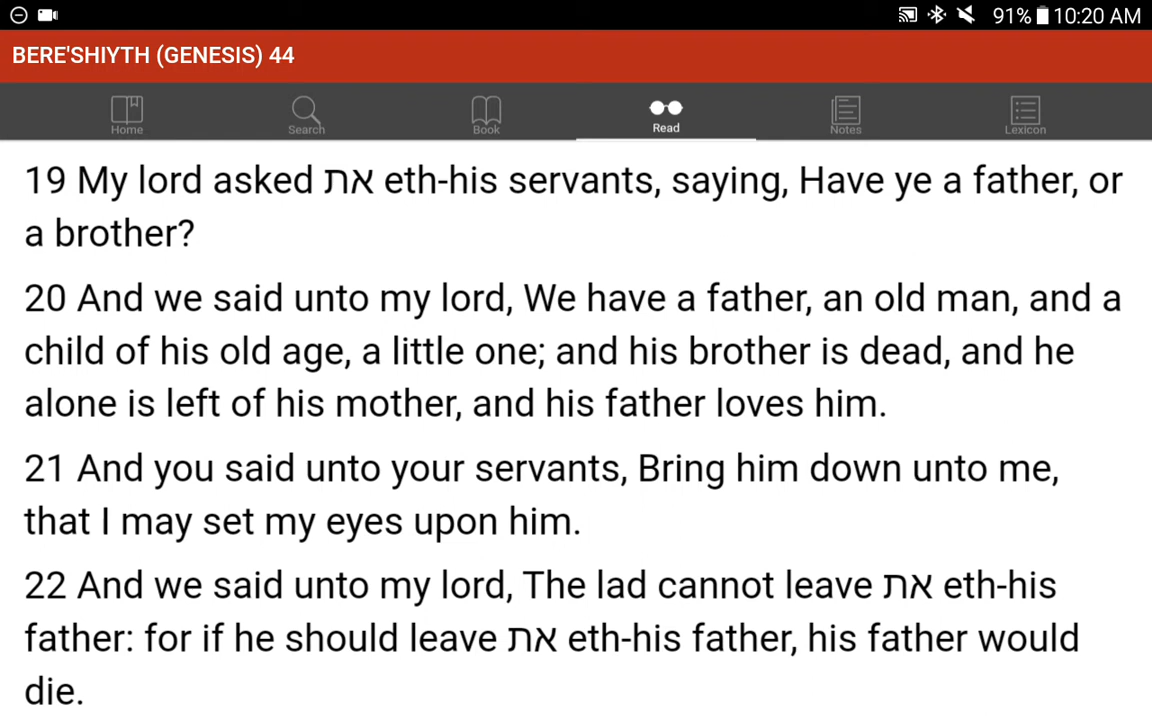 91% 10:20 AM
BERE'SHIYTH (GENESIS) 44
Home Search Book Read Notes Lexicon
19 My lord asked את eth-his servants, saying, Have ye a father, or
a brother?
20 And we said unto my lord, We have a father, an old man, and a
child of his old age, a little one; and his brother is dead, and he
alone is left of his mother, and his father loves him.
21 And you said unto your servants, Bring him down unto me,
that I may set my eyes upon him.
22 And we said unto my lord, The lad cannot leave את eth-his
father: for if he should leave את eth-his father, his father would
die.